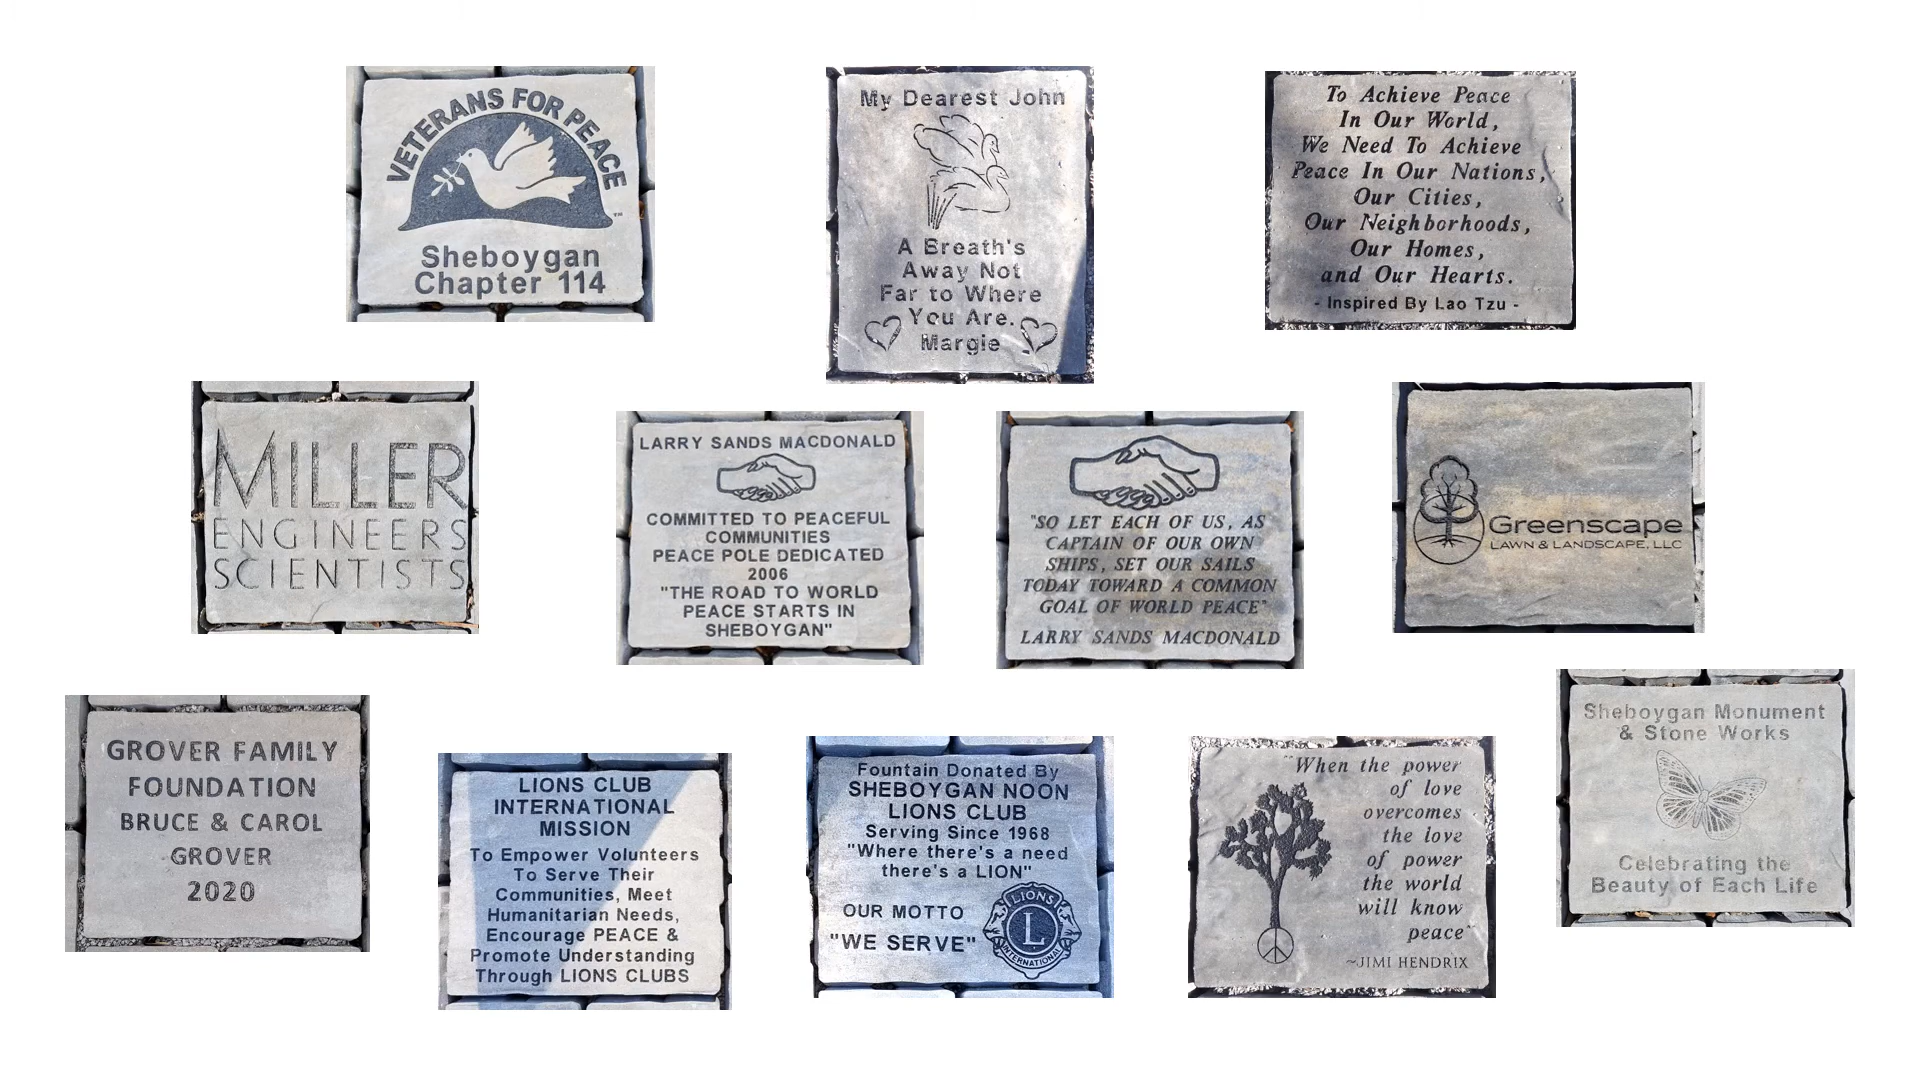 VETERANS FOR PEACE
™
Sheboygan
Chapter 114
My Dearest John
A Breath's
Away Not
Far to Where
You Are.
Margie
To Achieve Peace
In Our World,
We Need To Achieve
Peace In Our Nations,
Our Cities,
Our Neighborhoods,
Our Homes,
and Our Hearts.
- Inspired By Lao Tzu -
MILLER
ENGINEERS
SCIENTISTS
LARRY SANDS MACDONALD
COMMITTED TO PEACEFUL
COMMUNITIES
PEACE POLE DEDICATED
2006
"THE ROAD TO WORLD
PEACE STARTS IN
SHEBOYGAN"
"SO LET EACH OF US, AS
CAPTAIN OF OUR OWN
SHIPS, SET OUR SAILS
TODAY TOWARD A COMMON
GOAL OF WORLD PEACE"
LARRY SANDS MACDONALD
Greenscape
LAWN & LANDSCAPE, LLC
GROVER FAMILY
FOUNDATION
BRUCE & CAROL
GROVER
2020
LIONS CLUB
INTERNATIONAL
MISSION
To Empower Volunteers
To Serve Their
Communities, Meet
Humanitarian Needs,
Encourage PEACE &
Promote Understanding
Through LIONS CLUBS
Fountain Donated By
SHEBOYGAN NOON
LIONS CLUB
Serving Since 1968
"Where there's a need
there's a LION"
OUR MOTTO
"WE SERVE"
LIONS
L
INTERNATIONAL
"When the power
of love
overcomes
the love
of power
the world
will know
peace"
~JIMI HENDRIX
Sheboygan Monument
& Stone Works
Celebrating the
Beauty of Each Life